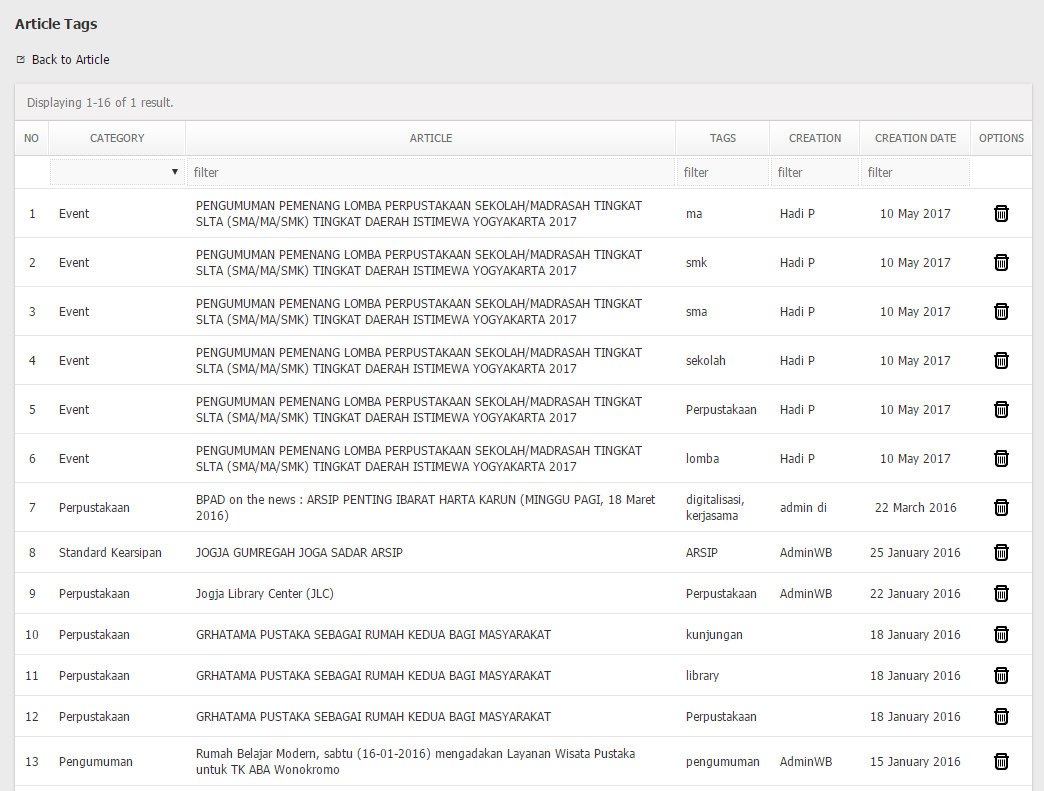 Article Tags
Back to Article
Displaying 1-16 of 1 result.
NO CATEGORY ARTICLE TAGS CREATION CREATION DATE OPTIONS
filter filter filter filter
1 Event PENGUMUMAN PEMENANG LOMBA PERPUSTAKAAN SEKOLAH/MADRASAH TINGKAT
SLTA (SMA/MA/SMK) TINGKAT DAERAH ISTIMEWA YOGYAKARTA 2017 ma Hadi P 10 May 2017
2 Event PENGUMUMAN PEMENANG LOMBA PERPUSTAKAAN SEKOLAH/MADRASAH TINGKAT
SLTA (SMA/MA/SMK) TINGKAT DAERAH ISTIMEWA YOGYAKARTA 2017 smk Hadi P 10 May 2017
3 Event PENGUMUMAN PEMENANG LOMBA PERPUSTAKAAN SEKOLAH/MADRASAH TINGKAT
SLTA (SMA/MA/SMK) TINGKAT DAERAH ISTIMEWA YOGYAKARTA 2017 sma Hadi P 10 May 2017
4 Event PENGUMUMAN PEMENANG LOMBA PERPUSTAKAAN SEKOLAH/MADRASAH TINGKAT
SLTA (SMA/MA/SMK) TINGKAT DAERAH ISTIMEWA YOGYAKARTA 2017 sekolah Hadi P 10 May 2017
5 Event PENGUMUMAN PEMENANG LOMBA PERPUSTAKAAN SEKOLAH/MADRASAH TINGKAT
SLTA (SMA/MA/SMK) TINGKAT DAERAH ISTIMEWA YOGYAKARTA 2017 Perpustakaan Hadi P 10 May 2017
6 Event PENGUMUMAN PEMENANG LOMBA PERPUSTAKAAN SEKOLAH/MADRASAH TINGKAT
SLTA (SMA/MA/SMK) TINGKAT DAERAH ISTIMEWA YOGYAKARTA 2017 lomba Hadi P 10 May 2017
7 Perpustakaan BPAD on the news : ARSIP PENTING IBARAT HARTA KARUN (MINGGU PAGI, 18 Maret
2016) digitalisasi,
kerjasama admin di 22 March 2016
8 Standard Kearsipan JOGJA GUMREGAH JOGA SADAR ARSIP ARSIP AdminWB 25 January 2016
9 Perpustakaan Jogja Library Center (JLC) Perpustakaan AdminWB 22 January 2016
10 Perpustakaan GRHATAMA PUSTAKA SEBAGAI RUMAH KEDUA BAGI MASYARAKAT kunjungan 18 January 2016
11 Perpustakaan GRHATAMA PUSTAKA SEBAGAI RUMAH KEDUA BAGI MASYARAKAT library 18 January 2016
12 Perpustakaan GRHATAMA PUSTAKA SEBAGAI RUMAH KEDUA BAGI MASYARAKAT Perpustakaan 18 January 2016
13 Pengumuman Rumah Belajar Modern, sabtu (16-01-2016) mengadakan Layanan Wisata Pustaka
untuk TK ABA Wonokromo pengumuman AdminWB 15 January 2016